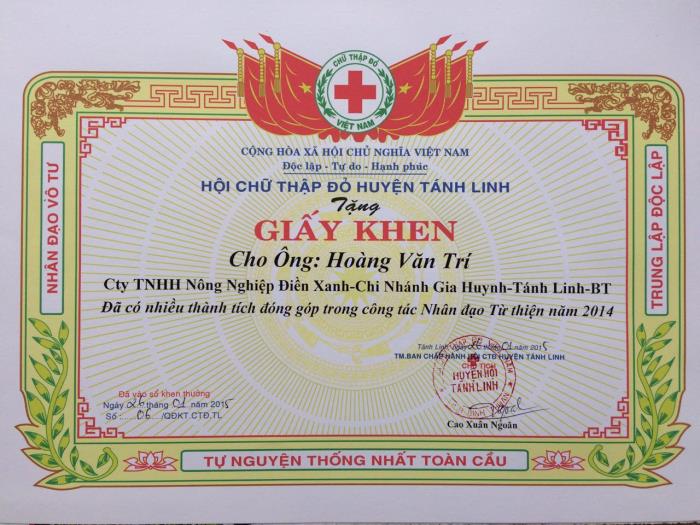 CHỮ THẬP ĐỎ
VIỆT NAM
CỘNG HÒA XÃ HỘI CHỦ NGHĨA VIỆT NAM
Độc lập - Tự do - Hạnh phúc
HỘI CHỮ THẬP ĐỎ HUYỆN TÁNH LINH
Tặng
GIẤY KHEN
Cho Ông: Hoàng Văn Trí
Cty TNHH Nông Nghiệp Điền Xanh-Chi Nhánh Gia Huynh-Tánh Linh-BT
Đã có nhiều thành tích đóng góp trong công tác Nhân đạo Từ thiện năm 2014
NHÂN ĐẠO VÔ TƯ
TRUNG LẬP ĐỘC LẬP
Tánh Linh, Ngày 26 tháng 01 năm 2015
TM.BAN CHẤP HÀNH HỘI CTĐ HUYỆN TÁNH LINH
CHỦ TỊCH
HUYỆN HỘI
TÁNH LINH
Cao Xuân Ngoãn
Đã vào sổ khen thưởng
Ngày 26 tháng 01 năm 2015
Số : 06 /QĐKT.CTĐ,TL
TỰ NGUYỆN THỐNG NHẤT TOÀN CẦU